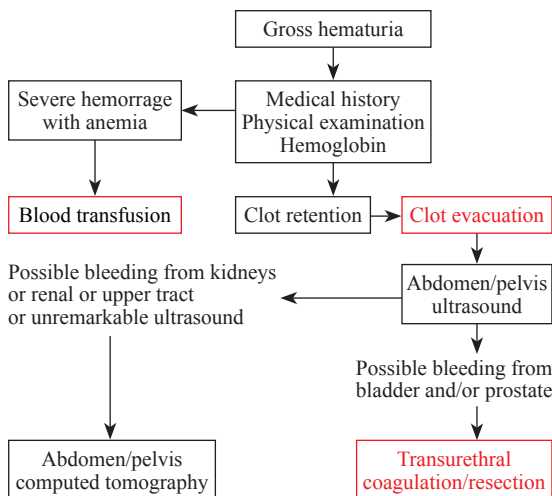 Gross hematuria
Severe hemorrage
with anemia
Medical history
Physical examination
Hemoglobin
Blood transfusion
Clot retention
Clot evacuation
Possible bleeding from kidneys
or renal or upper tract
or unremarkable ultrasound
Abdomen/pelvis
ultrasound
Possible bleeding from
bladder and/or prostate
Abdomen/pelvis
computed tomography
Transurethral
coagulation/resection